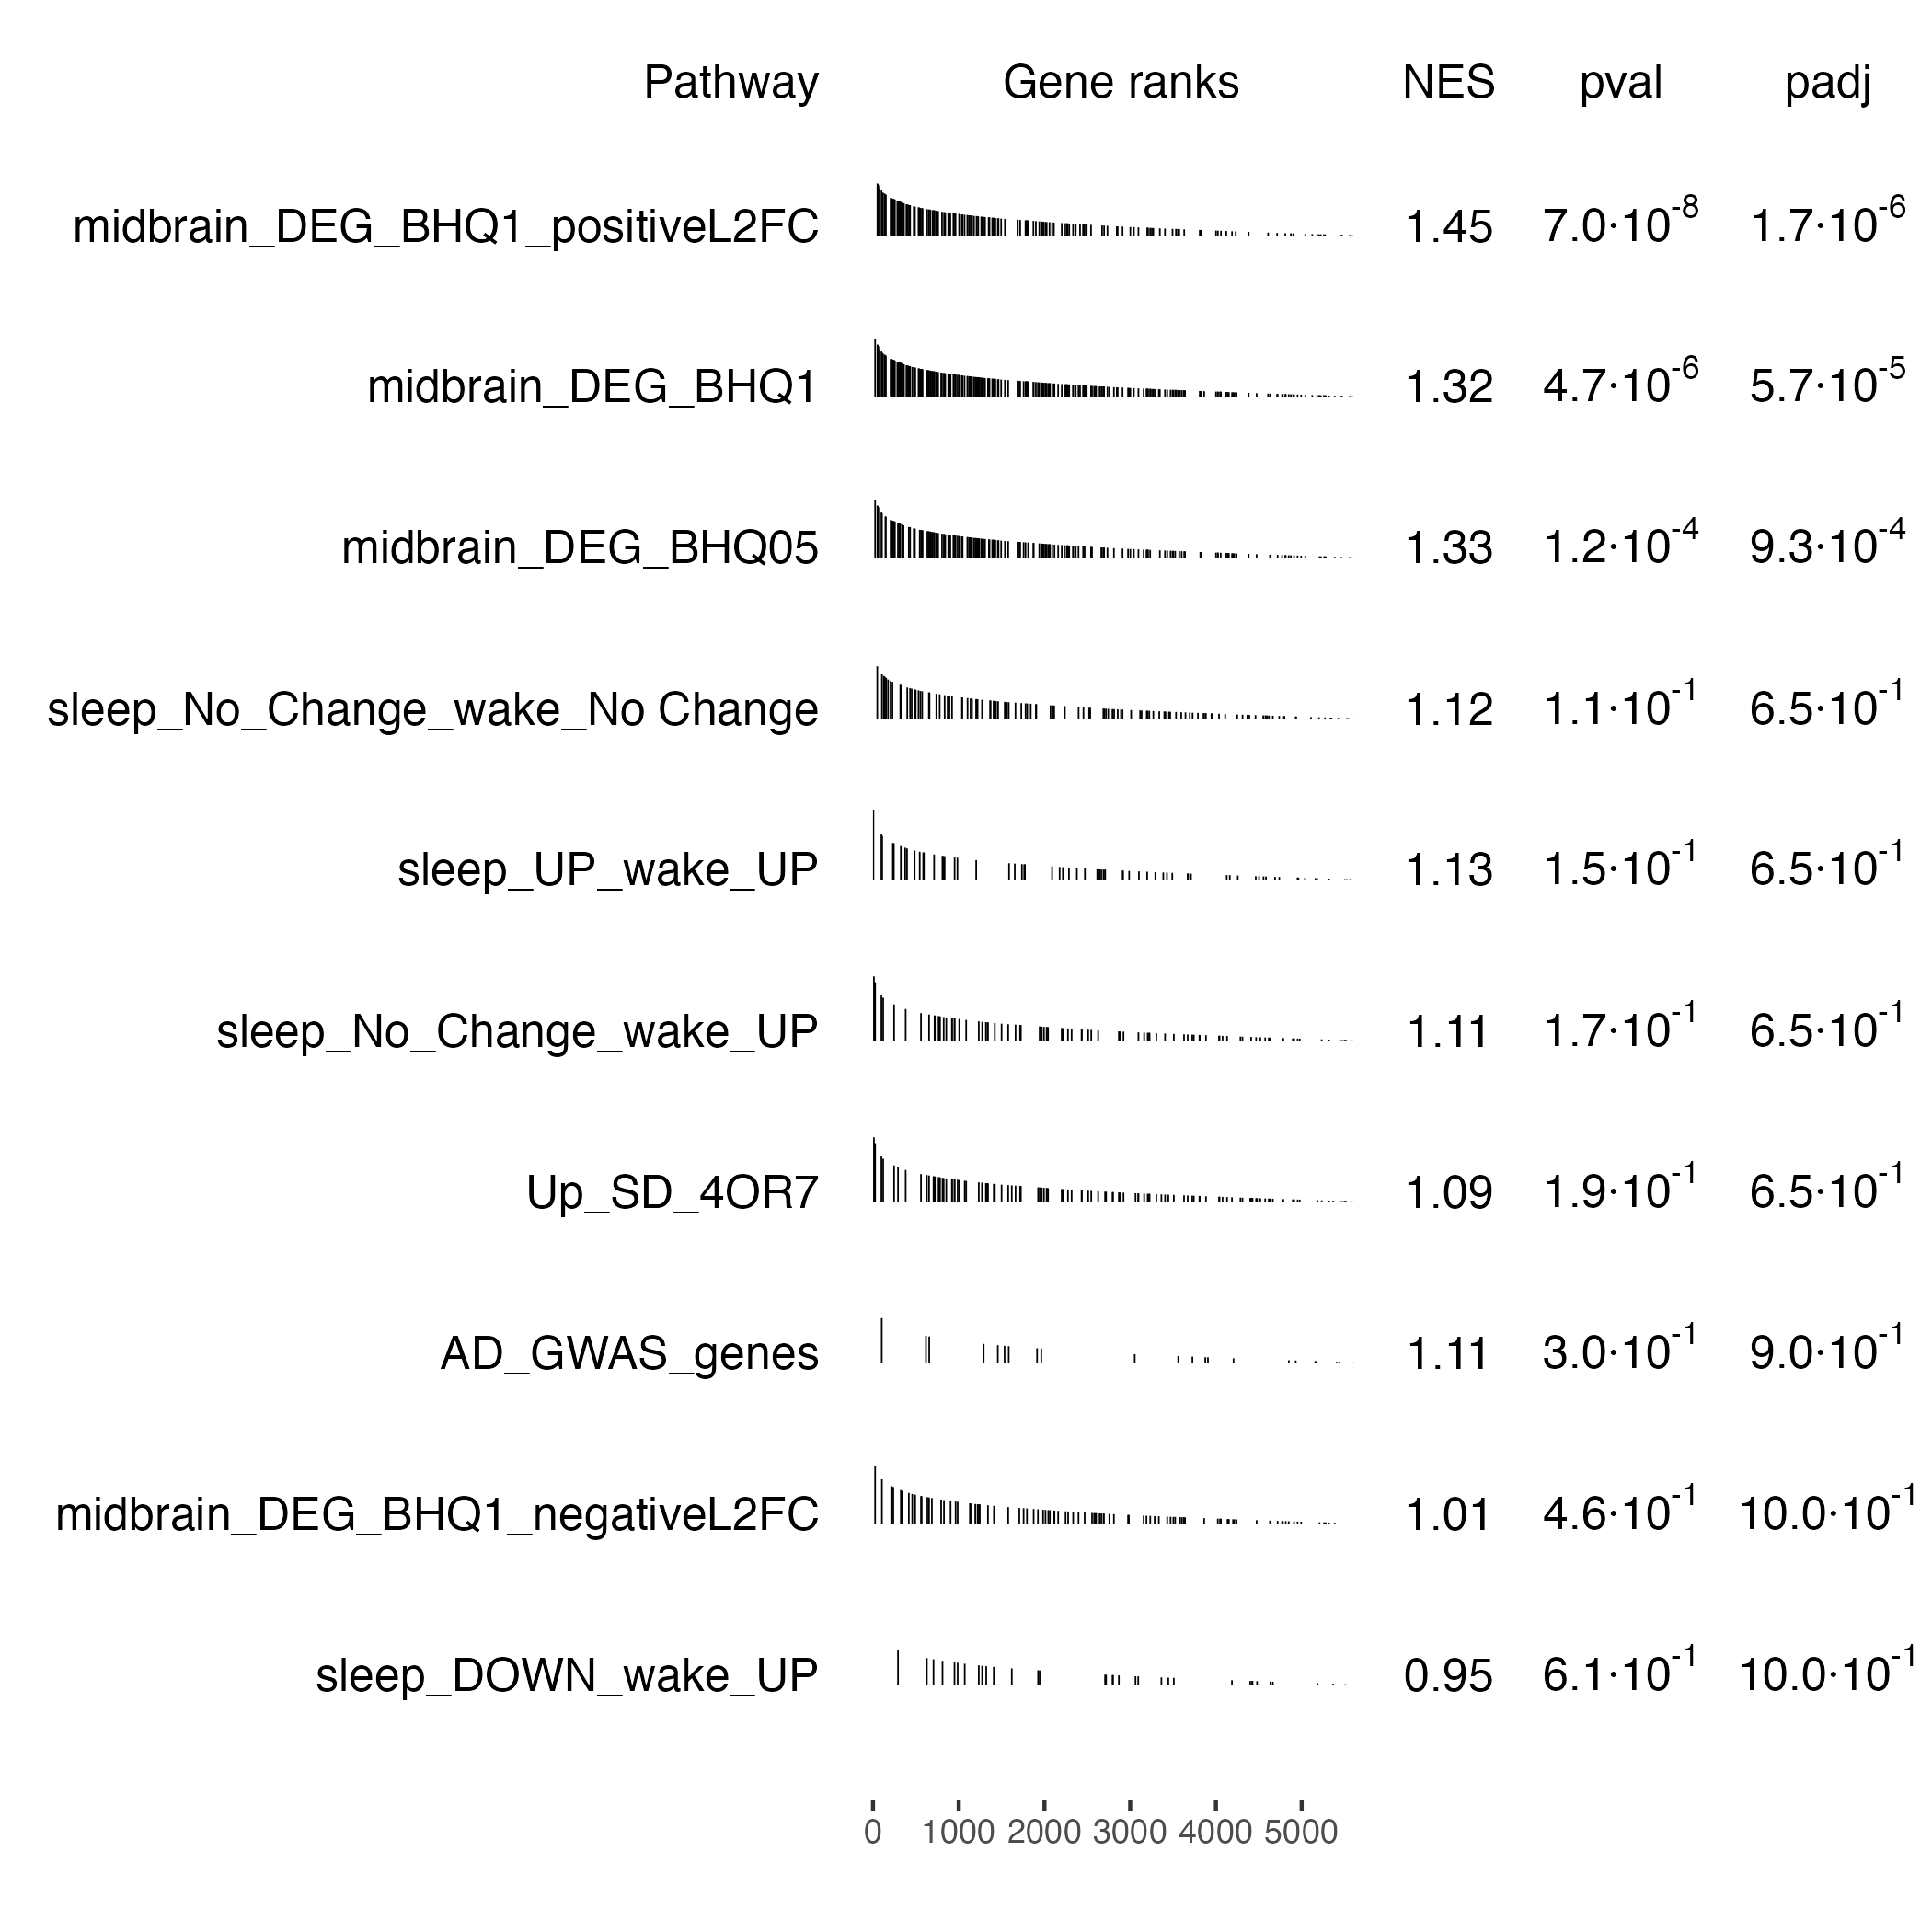 Pathway Gene ranks NES pval padj
midbrain_DEG_BHQ1_positiveL2FC 1.45 7.0·10⁻⁸ 1.7·10⁻⁶
midbrain_DEG_BHQ1 1.32 4.7·10⁻⁶ 5.7·10⁻⁵
midbrain_DEG_BHQ05 1.33 1.2·10⁻⁴ 9.3·10⁻⁴
sleep_No_Change_wake_No Change 1.12 1.1·10⁻¹ 6.5·10⁻¹
sleep_UP_wake_UP 1.13 1.5·10⁻¹ 6.5·10⁻¹
sleep_No_Change_wake_UP 1.11 1.7·10⁻¹ 6.5·10⁻¹
Up_SD_4OR7 1.09 1.9·10⁻¹ 6.5·10⁻¹
AD_GWAS_genes 1.11 3.0·10⁻¹ 9.0·10⁻¹
midbrain_DEG_BHQ1_negativeL2FC 1.01 4.6·10⁻¹ 10.0·10⁻¹
sleep_DOWN_wake_UP 0.95 6.1·10⁻¹ 10.0·10⁻¹
0 1000 2000 3000 4000 5000